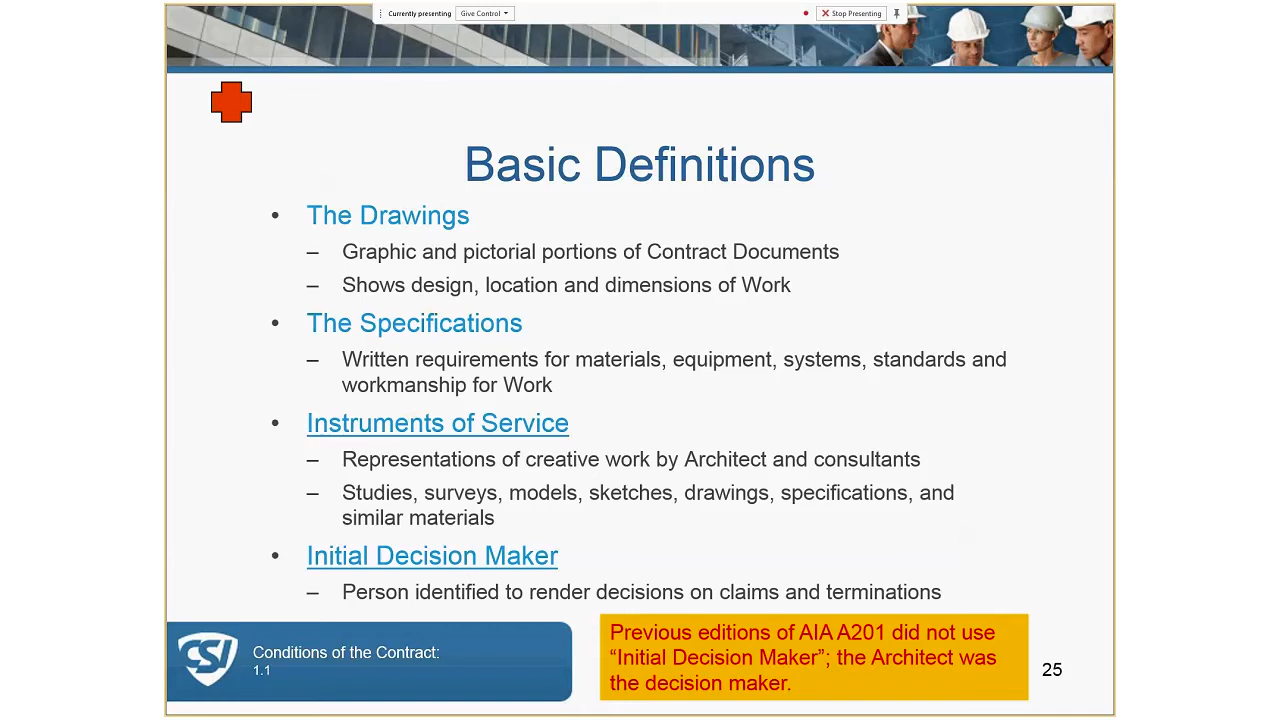 Currently presenting Give Control Stop Presenting
Basic Definitions
• The Drawings
– Graphic and pictorial portions of Contract Documents
– Shows design, location and dimensions of Work
• The Specifications
– Written requirements for materials, equipment, systems, standards and
workmanship for Work
• Instruments of Service
– Representations of creative work by Architect and consultants
– Studies, surveys, models, sketches, drawings, specifications, and
similar materials
• Initial Decision Maker
– Person identified to render decisions on claims and terminations
CSI
Conditions of the Contract:
1.1
Previous editions of AIA A201 did not use
“Initial Decision Maker”; the Architect was
the decision maker.
25